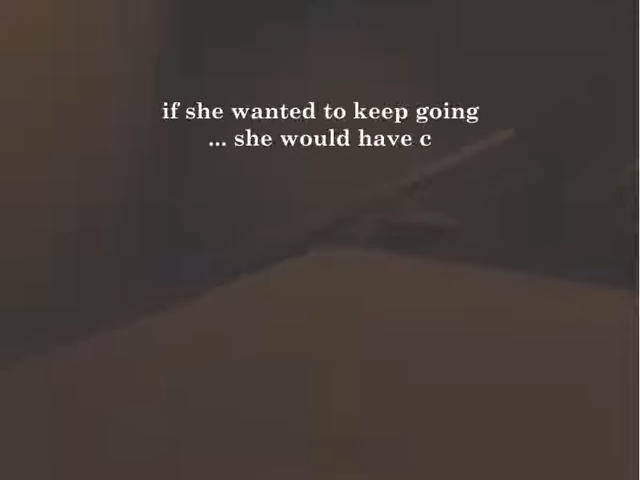 if she wanted to keep going
... she would have c